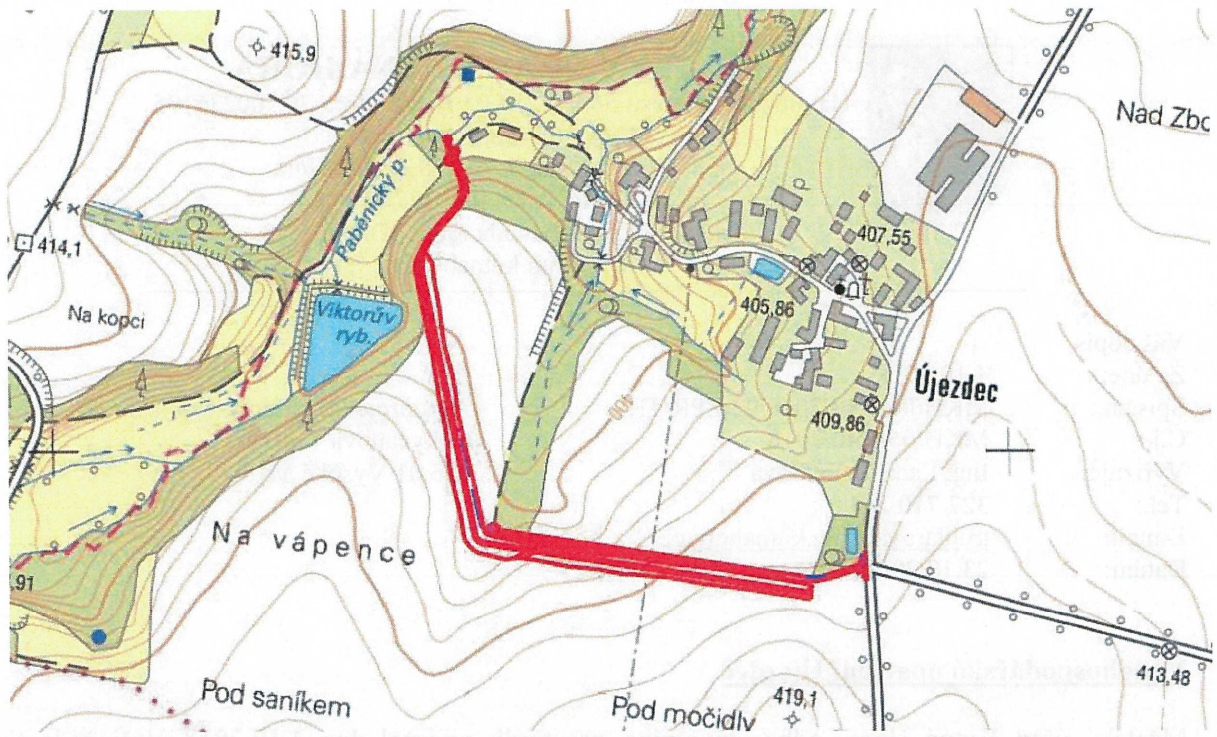 415,9
Nad Zbo
Paběnický p.
407,55
414,1
Na kopci
Viktorův
ryb.
405,86
Újezdec
400
409,86
Na vápence
,91
413,48
Pod saníkem
Pod močidly
419,1